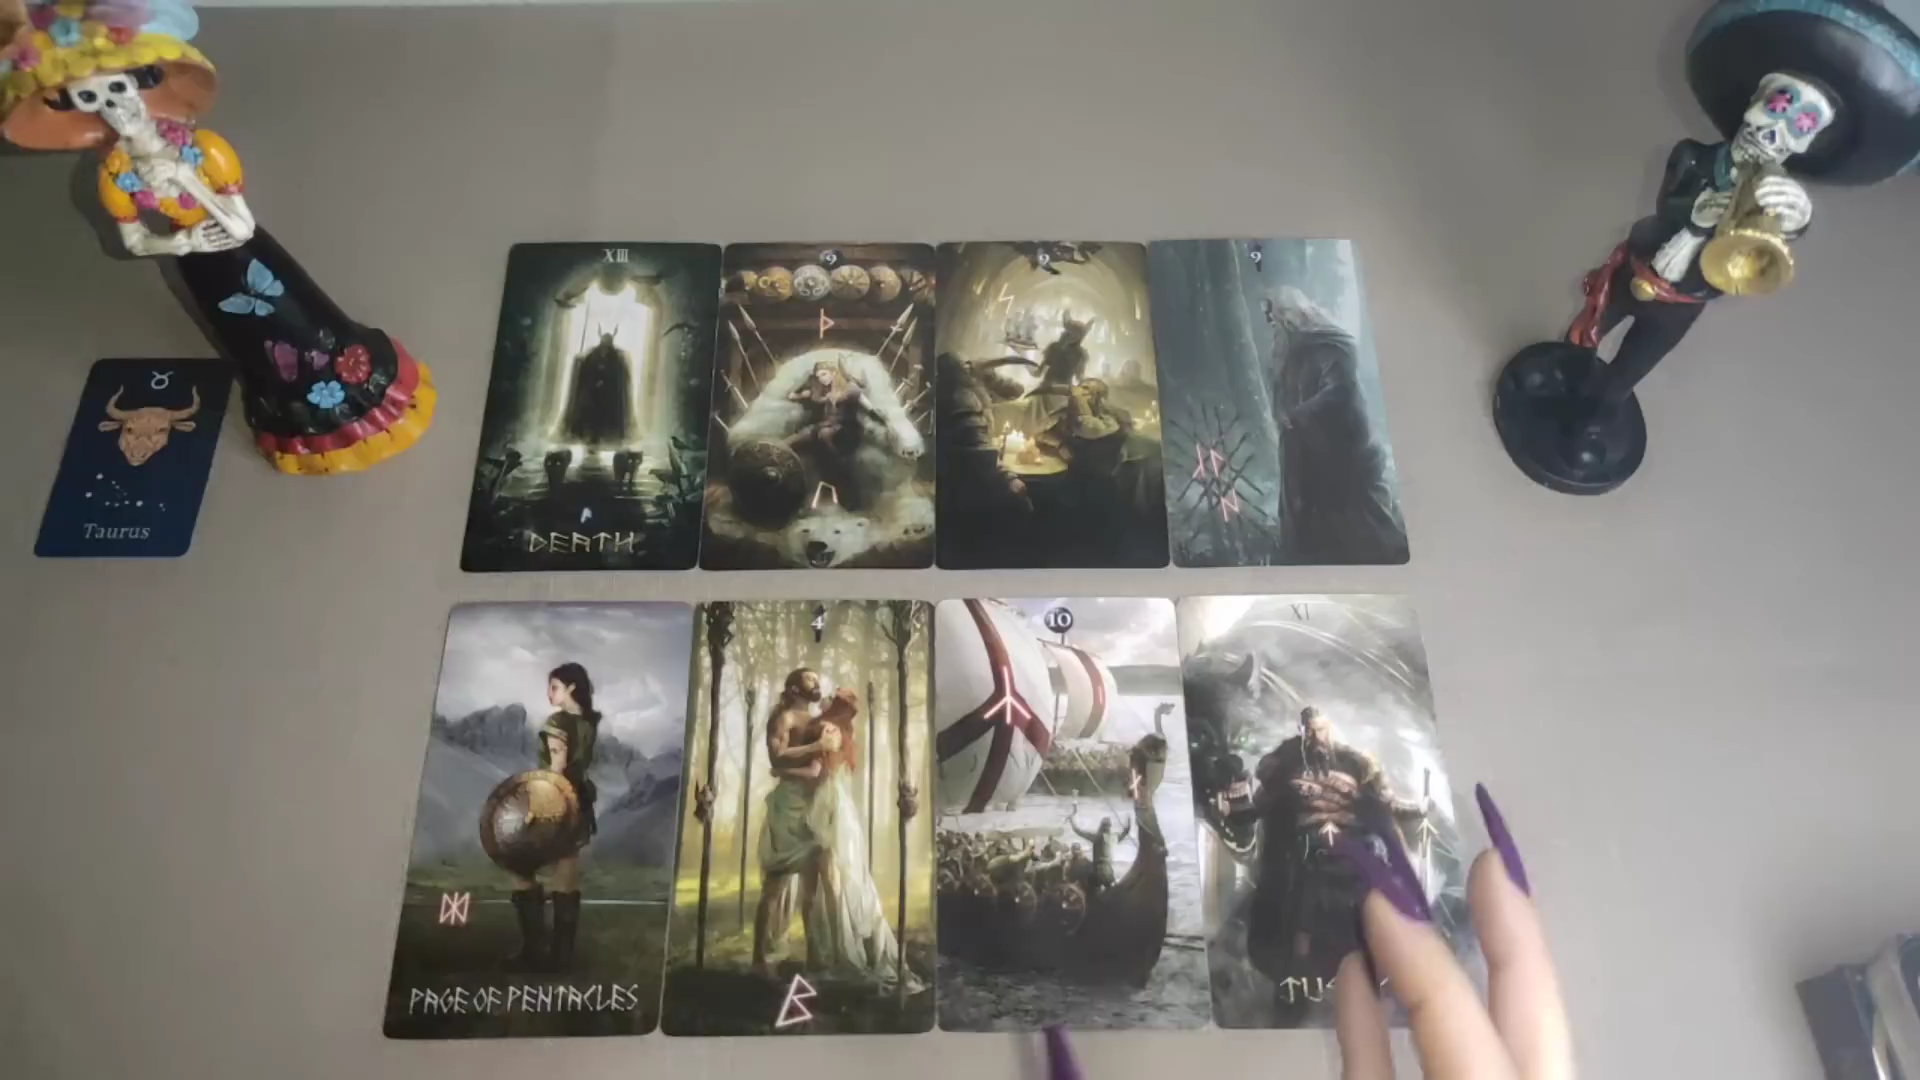 XIII
9
9
9
DEATH
Taurus
4
10
XI
PAGE OF PENTACLES